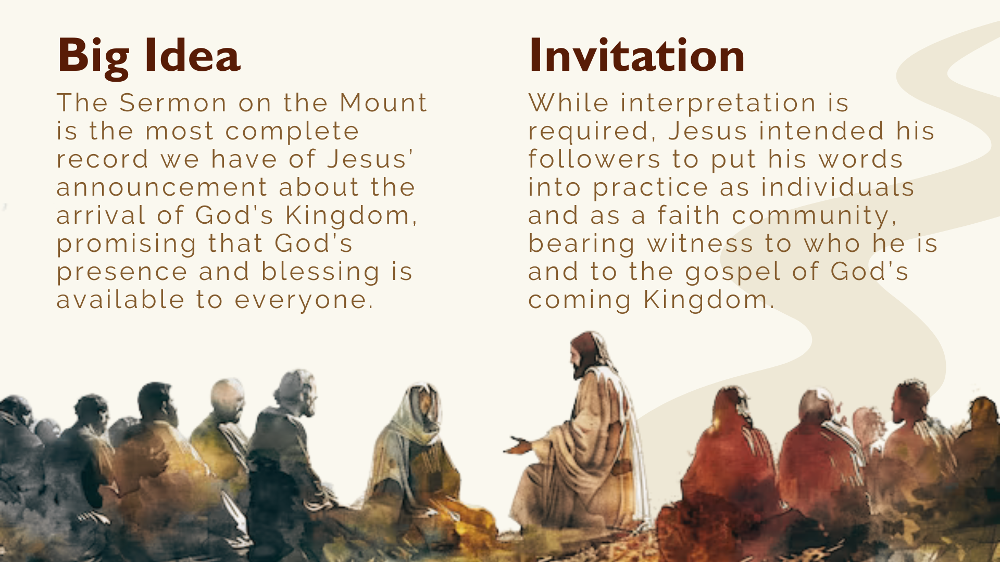 Big Idea
The Sermon on the Mount
is the most complete
record we have of Jesus’
announcement about the
arrival of God’s Kingdom,
promising that God’s
presence and blessing is
available to everyone.
Invitation
While interpretation is
required, Jesus intended his
followers to put his words
into practice as individuals
and as a faith community,
bearing witness to who he is
and to the gospel of God’s
coming Kingdom.